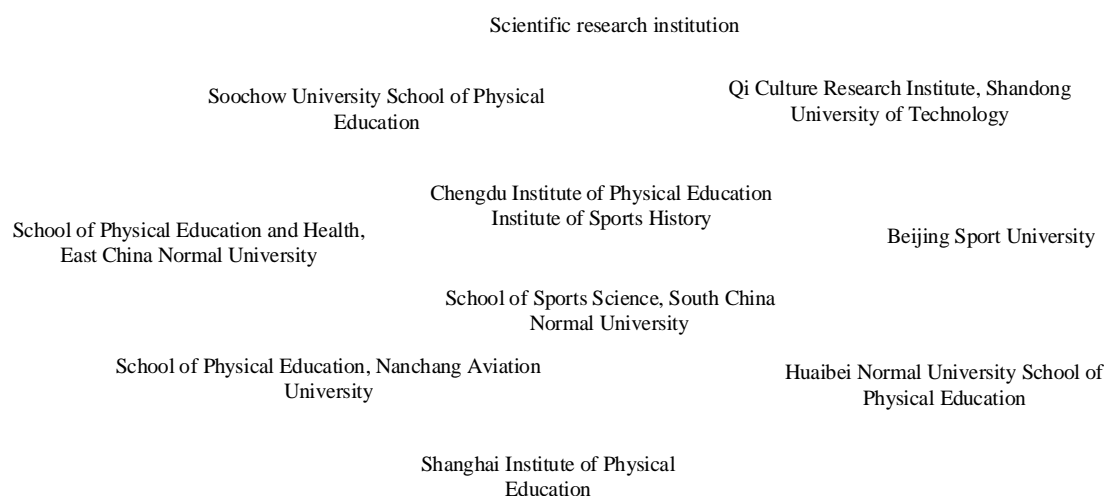 Scientific research institution
Soochow University School of Physical
Education
Qi Culture Research Institute, Shandong
University of Technology
Chengdu Institute of Physical Education
Institute of Sports History
School of Physical Education and Health,
East China Normal University
Beijing Sport University
School of Sports Science, South China
Normal University
School of Physical Education, Nanchang Aviation
University
Huaibei Normal University School of
Physical Education
Shanghai Institute of Physical
Education